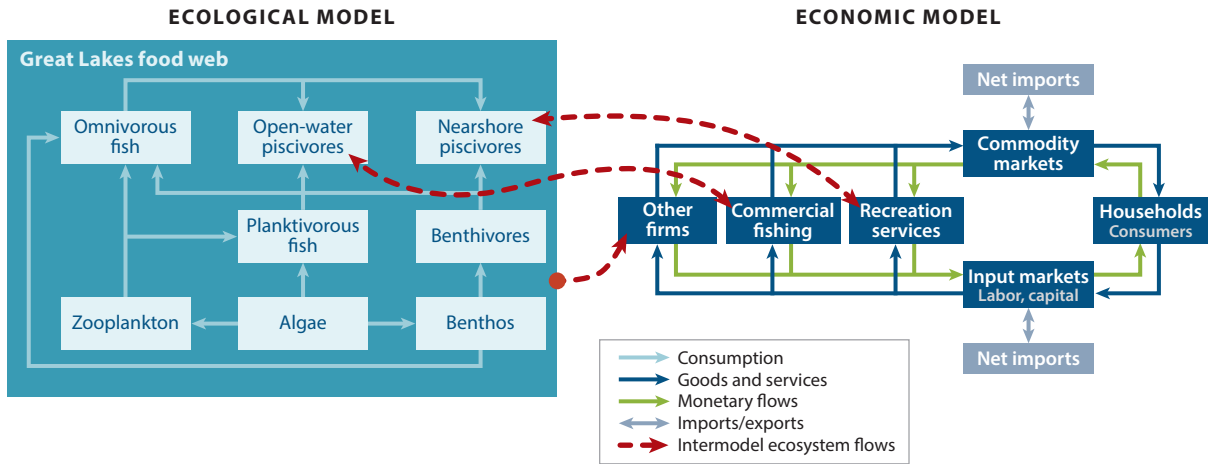 ECOLOGICAL MODEL
Great Lakes food web
Omnivorous
fish
Open-water
piscivores
Nearshore
piscivores
Planktivorous
fish
Benthivores
Zooplankton
Algae
Benthos
ECONOMIC MODEL
Net imports
Commodity
markets
Other
firms
Commercial
fishing
Recreation
services
Households
Consumers
Input markets
Labor, capital
Net imports
Consumption
Goods and services
Monetary flows
Imports/exports
Intermodel ecosystem flows